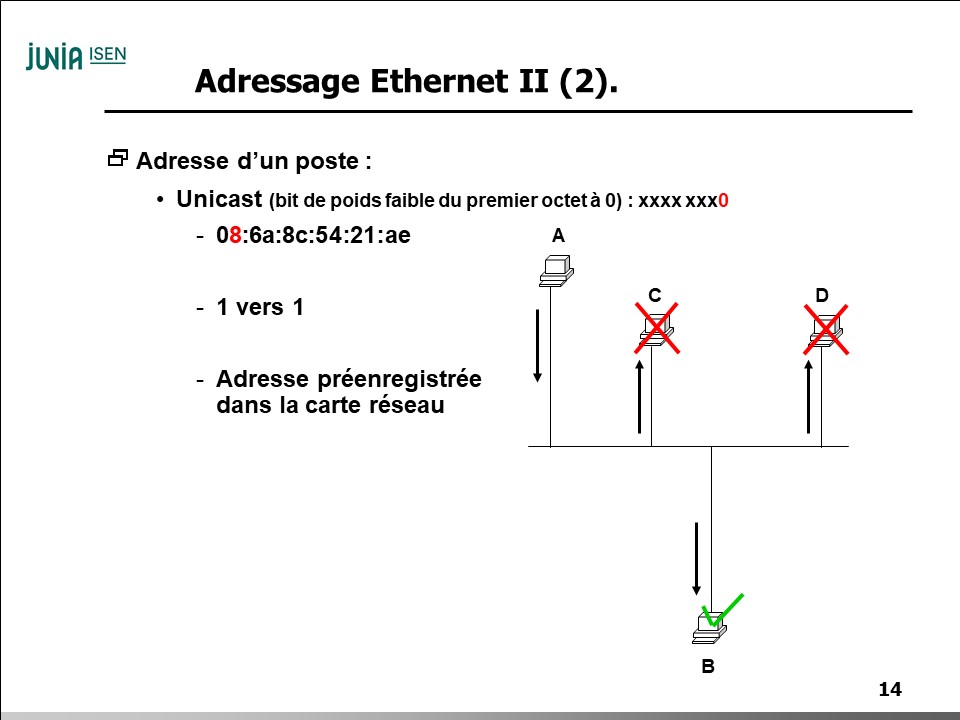 JUNIA ISEN
Adressage Ethernet II (2).
Adresse d’un poste :
• Unicast (bit de poids faible du premier octet à 0) : xxxx xxx0
- 08:6a:8c:54:21:ae
- 1 vers 1
- Adresse préenregistrée
dans la carte réseau
A
C
D
B
14